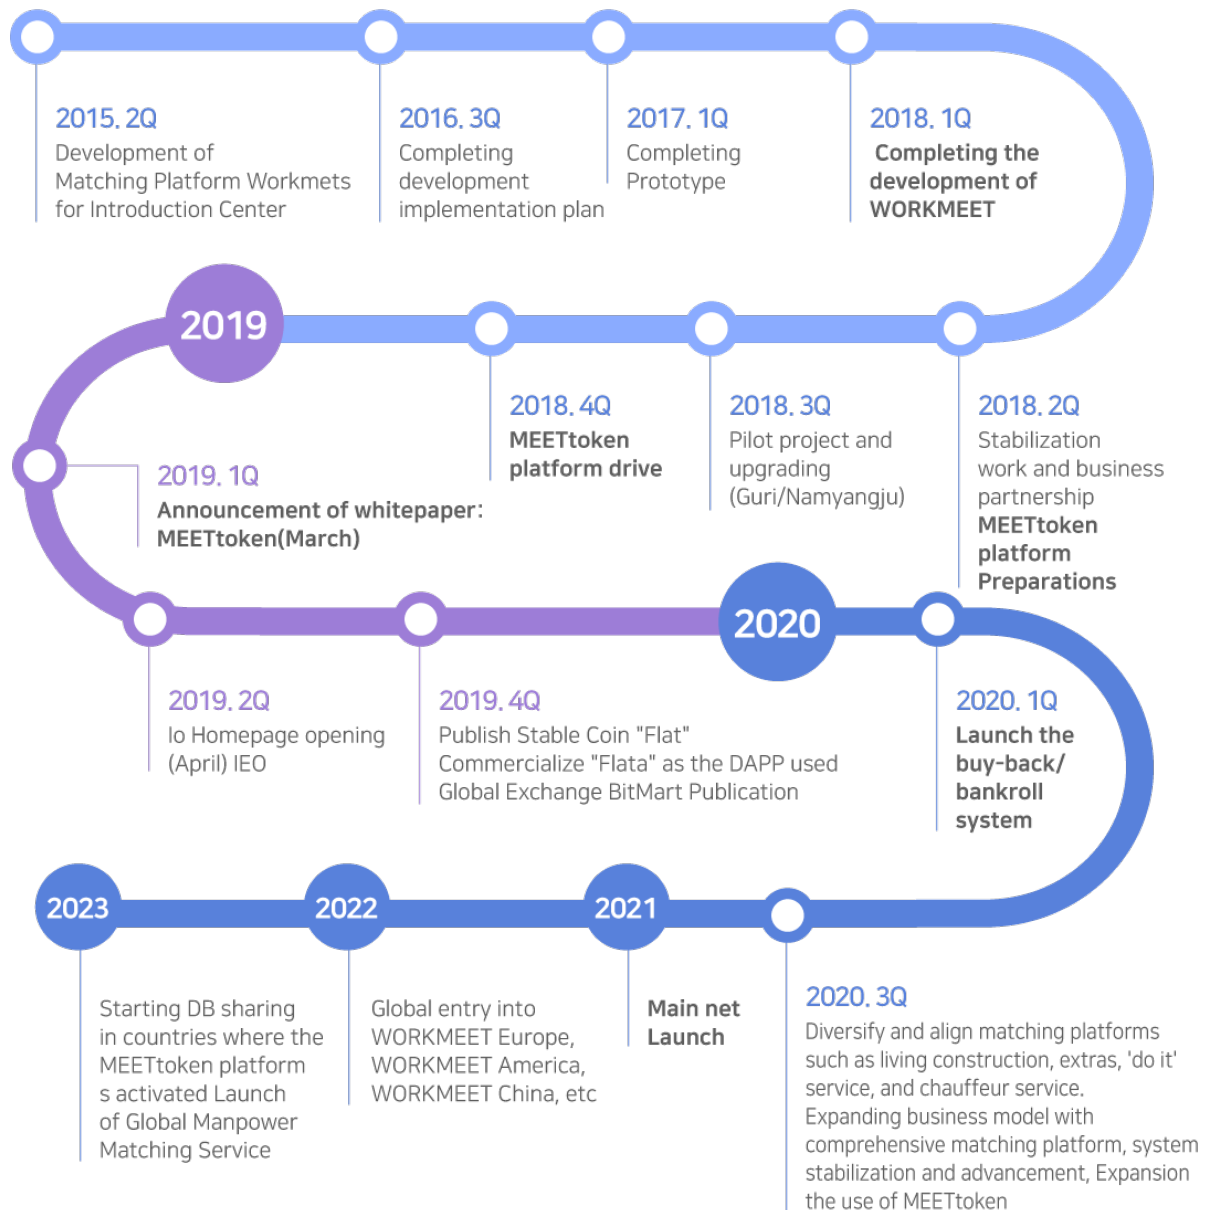 2015. 2Q
Development of
Matching Platform Workmets
for Introduction Center
2016. 3Q
Completing
development
implementation plan
2017. 1Q
Completing
Prototype
2018. 1Q
Completing the
development of
WORKMEET
2018. 2Q
Stabilization
work and business
partnership
MEETtoken
platform
Preparations
2018. 3Q
Pilot project and
upgrading
(Guri/Namyangju)
2018. 4Q
MEETtoken
platform drive
2019
2019. 1Q
Announcement of whitepaper:
MEETtoken(March)
2019. 2Q
Io Homepage opening
(April) IEO
2019. 4Q
Publish Stable Coin "Flat"
Commercialize "Flata" as the DAPP used
Global Exchange BitMart Publication
2020
2020. 1Q
Launch the
buy-back/
bankroll
system
2020. 3Q
Diversify and align matching platforms
such as living construction, extras, 'do it'
service, and chauffeur service.
Expanding business model with
comprehensive matching platform, system
stabilization and advancement, Expansion
the use of MEETtoken
2021
Main net
Launch
2022
Global entry into
WORKMEET Europe,
WORKMEET America,
WORKMEET China, etc
2023
Starting DB sharing
in countries where the
MEETtoken platform
s activated Launch
of Global Manpower
Matching Service